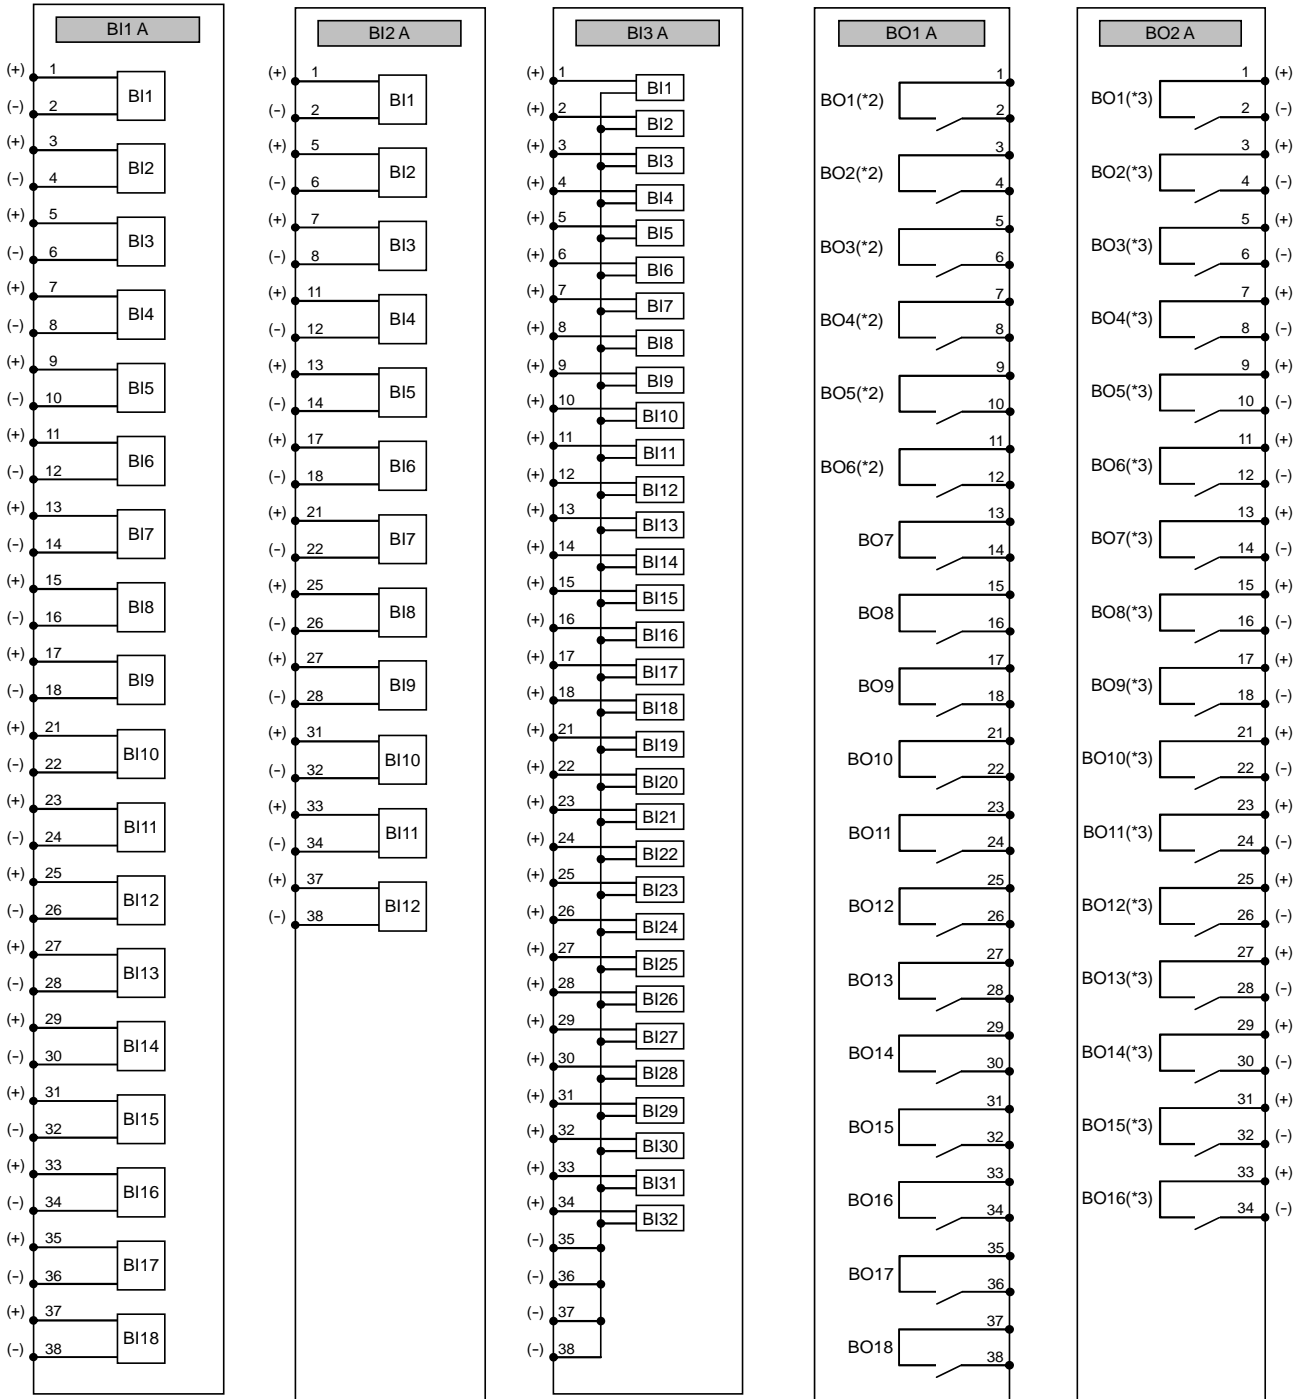 BI1 A
(+) 1
BI1
(-) 2
(+) 3
BI2
(-) 4
(+) 5
BI3
(-) 6
(+) 7
BI4
(-) 8
(+) 9
BI5
(-) 10
(+) 11
BI6
(-) 12
(+) 13
BI7
(-) 14
(+) 15
BI8
(-) 16
(+) 17
BI9
(-) 18
(+) 21
BI10
(-) 22
(+) 23
BI11
(-) 24
(+) 25
BI12
(-) 26
(+) 27
BI13
(-) 28
(+) 29
BI14
(-) 30
(+) 31
BI15
(-) 32
(+) 33
BI16
(-) 34
(+) 35
BI17
(-) 36
(+) 37
BI18
(-) 38
BI2 A
(+) 1
BI1
(-) 2
(+) 5
BI2
(-) 6
(+) 7
BI3
(-) 8
(+) 11
BI4
(-) 12
(+) 13
BI5
(-) 14
(+) 17
BI6
(-) 18
(+) 21
BI7
(-) 22
(+) 25
BI8
(-) 26
(+) 27
BI9
(-) 28
(+) 31
BI10
(-) 32
(+) 33
BI11
(-) 34
(+) 37
BI12
(-) 38
BI3 A
(+) 1 BI1
(+) 2 BI2
(+) 3 BI3
(+) 4 BI4
(+) 5 BI5
(+) 6 BI6
(+) 7 BI7
(+) 8 BI8
(+) 9 BI9
(+) 10 BI10
(+) 11 BI11
(+) 12 BI12
(+) 13 BI13
(+) 14 BI14
(+) 15 BI15
(+) 16 BI16
(+) 17 BI17
(+) 18 BI18
(+) 21 BI19
(+) 22 BI20
(+) 23 BI21
(+) 24 BI22
(+) 25 BI23
(+) 26 BI24
(+) 27 BI25
(+) 28 BI26
(+) 29 BI27
(+) 30 BI28
(+) 31 BI29
(+) 32 BI30
(+) 33 BI31
(+) 34 BI32
(-) 35
(-) 36
(-) 37
(-) 38
BO1 A
1
BO1(*2)
2
3
BO2(*2)
4
5
BO3(*2)
6
7
BO4(*2)
8
9
BO5(*2)
10
11
BO6(*2)
12
13
BO7
14
15
BO8
16
17
BO9
18
21
BO10
22
23
BO11
24
25
BO12
26
27
BO13
28
29
BO14
30
31
BO15
32
33
BO16
34
35
BO17
36
37
BO18
38
BO2 A
1 (+)
BO1(*3)
2 (-)
3 (+)
BO2(*3)
4 (-)
5 (+)
BO3(*3)
6 (-)
7 (+)
BO4(*3)
8 (-)
9 (+)
BO5(*3)
10 (-)
11 (+)
BO6(*3)
12 (-)
13 (+)
BO7(*3)
14 (-)
15 (+)
BO8(*3)
16 (-)
17 (+)
BO9(*3)
18 (-)
21 (+)
BO10(*3)
22 (-)
23 (+)
BO11(*3)
24 (-)
25 (+)
BO12(*3)
26 (-)
27 (+)
BO13(*3)
28 (-)
29 (+)
BO14(*3)
30 (-)
31 (+)
BO15(*3)
32 (-)
33 (+)
BO16(*3)
34 (-)